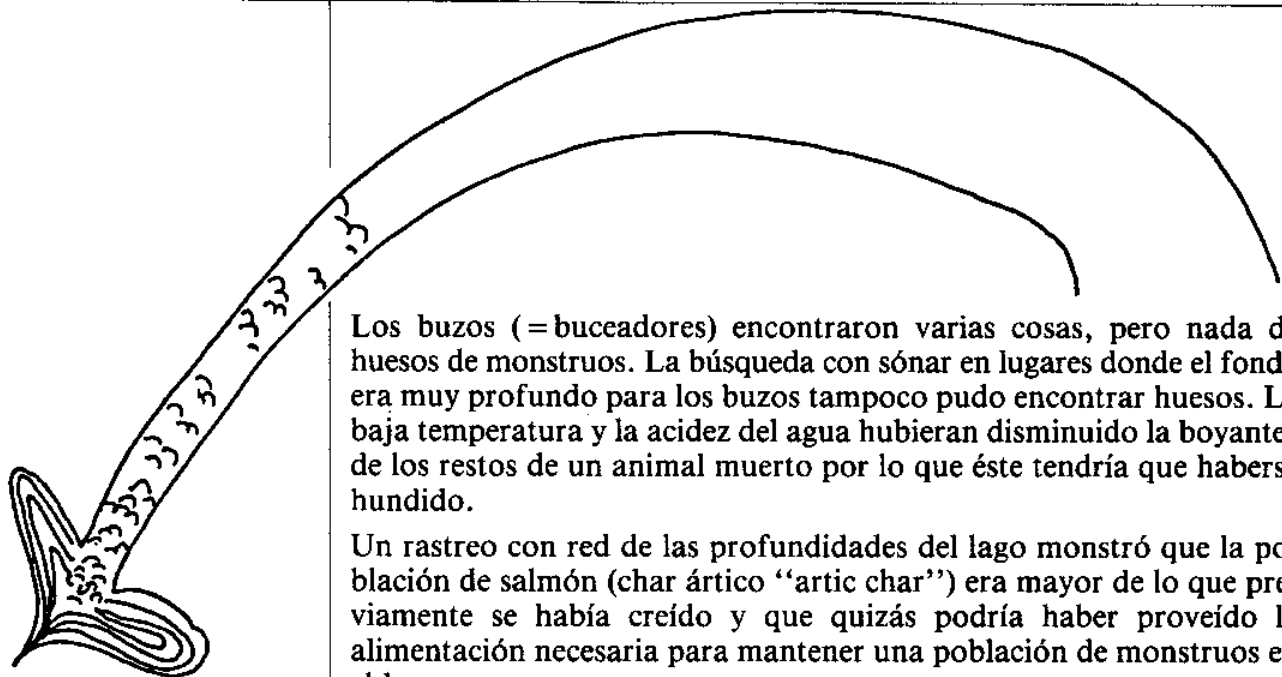 Los buzos (=buceadores) encontraron varias cosas, pero nada d
huesos de monstruos. La búsqueda con sónar en lugares donde el fond
era muy profundo para los buzos tampoco pudo encontrar huesos. L
baja temperatura y la acidez del agua hubieran disminuido la boyante
de los restos de un animal muerto por lo que éste tendría que habers
hundido.
Un rastreo con red de las profundidades del lago monstró que la po
blación de salmón (char ártico “artic char”) era mayor de lo que pre
viamente se había creído y que quizás podría haber proveído l
alimentación necesaria para mantener una población de monstruos e